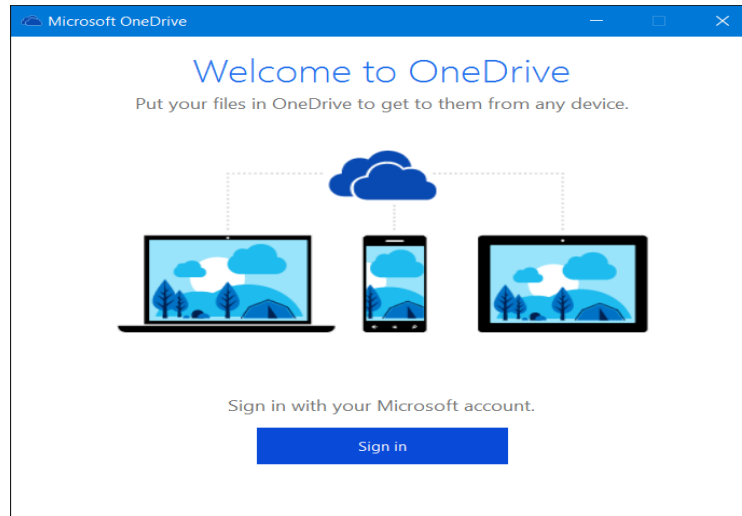 Microsoft OneDrive
Welcome to OneDrive
Put your files in OneDrive to get to them from any device.
Sign in with your Microsoft account.
Sign in